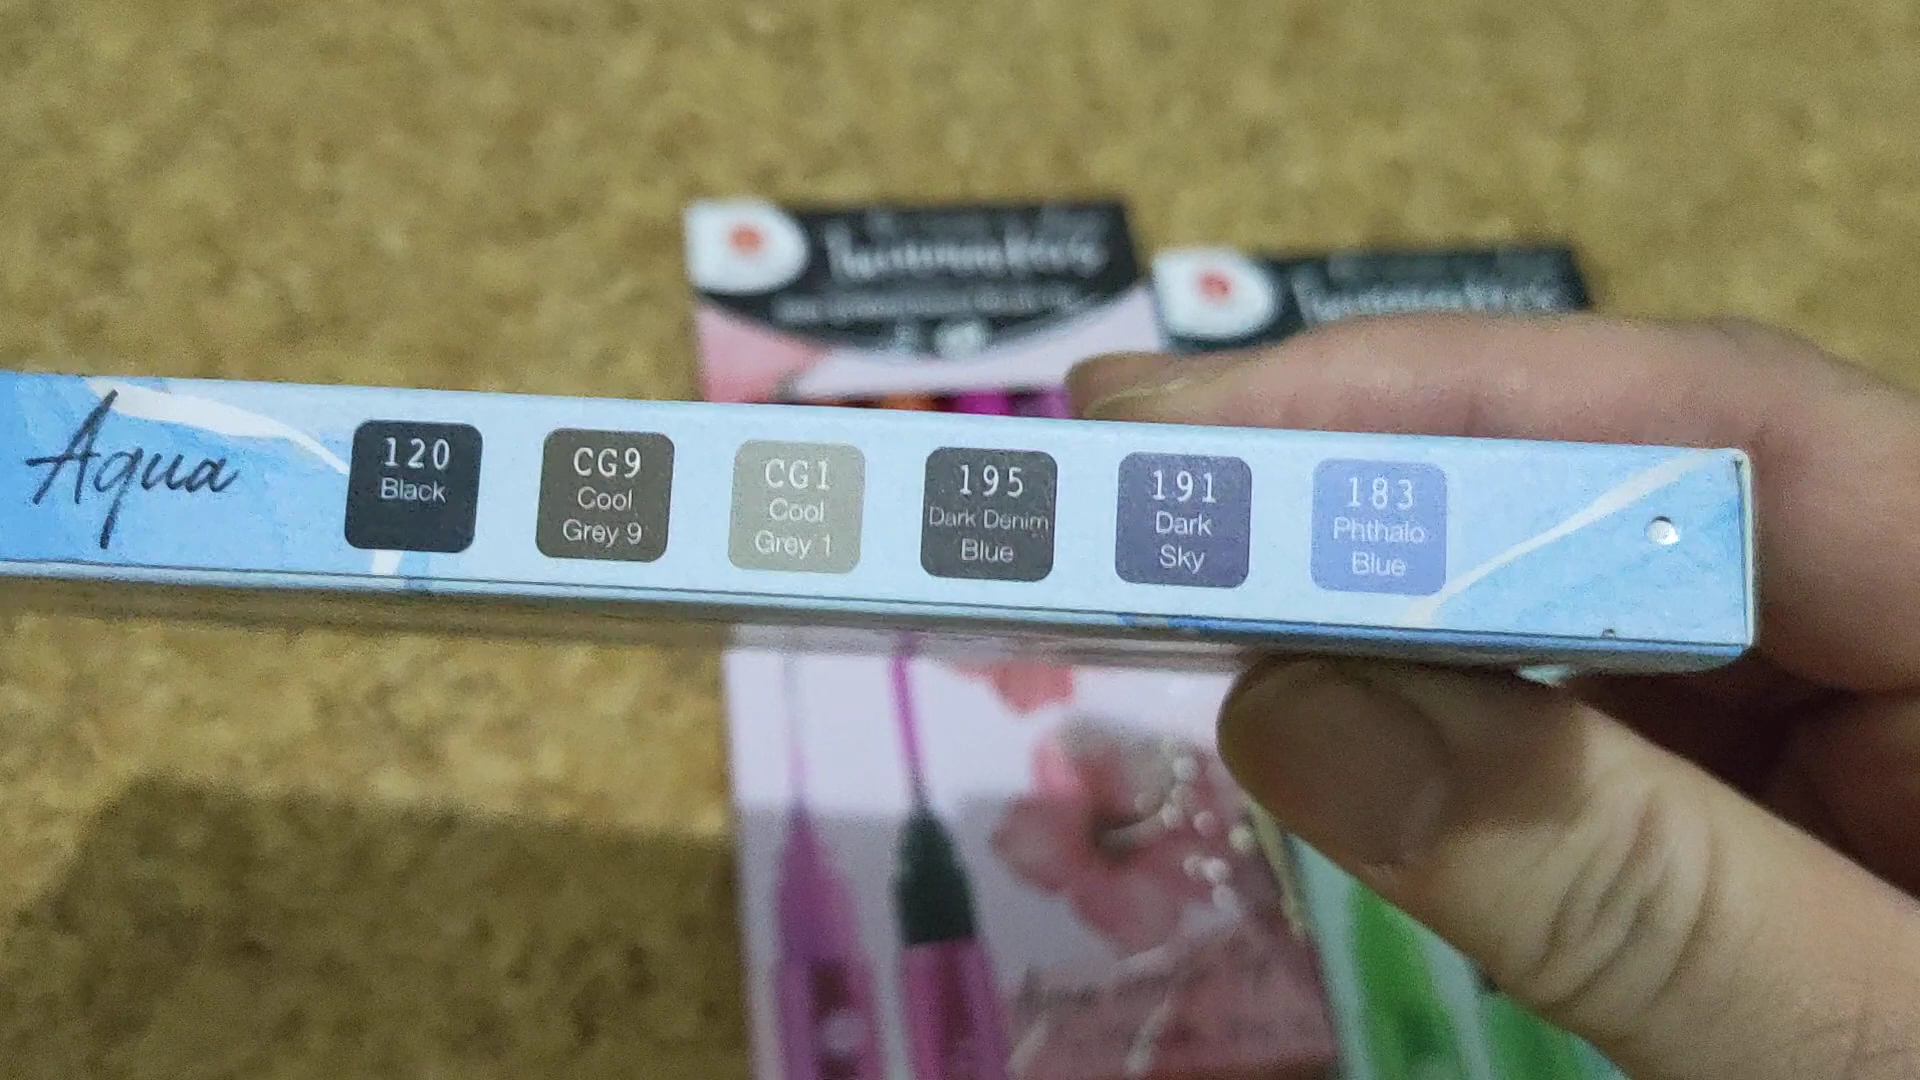 Aqua
120
Black
CG9
Cool
Grey 9
CG1
Cool
Grey 1
195
Dark Denim
Blue
191
Dark
Sky
183
Phthalo
Blue